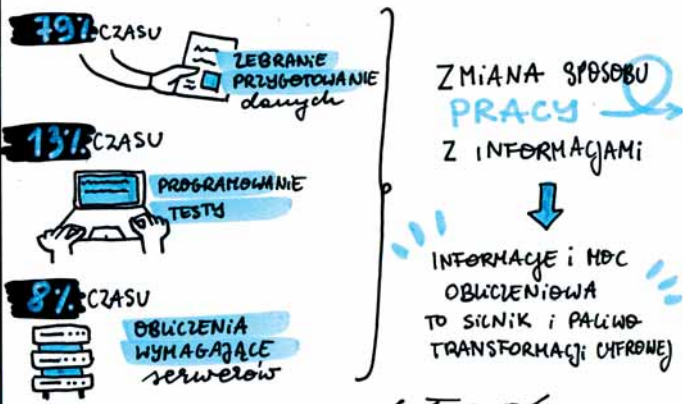 79% CZASU
ZEBRANIE
PRZYGOTOWANIE
danych
13% CZASU
PROGRAMOWANIE
TESTY
8% CZASU
OBLICZENIA
WYMAGAJĄCE
serwerów
ZMIANA SPOSOBU
PRACY
Z INFORMACJAMI
INFORMACJE i MOC
OBLICZENIOWA
TO SILNIK i PALIWO
TRANSFORMACJI CYFROWEJ